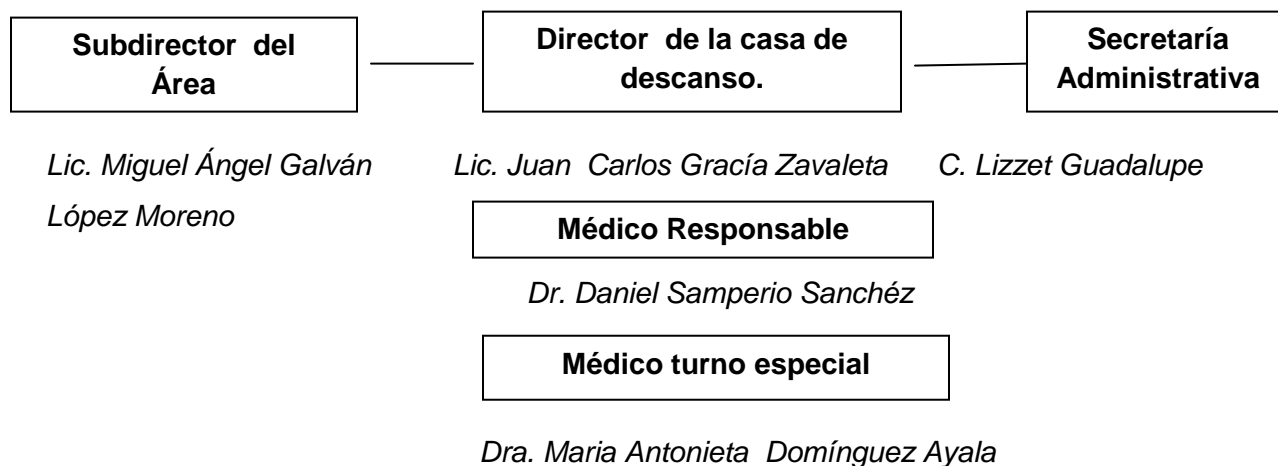 Subdirector del
Área
Director de la casa de
descanso.
Secretaría
Administrativa
Lic. Miguel Ángel Galván
Lic. Juan Carlos Gracía Zavaleta
C. Lizzet Guadalupe
López Moreno
Médico Responsable
Dr. Daniel Samperio Sanchéz
Médico turno especial
Dra. Maria Antonieta Domínguez Ayala